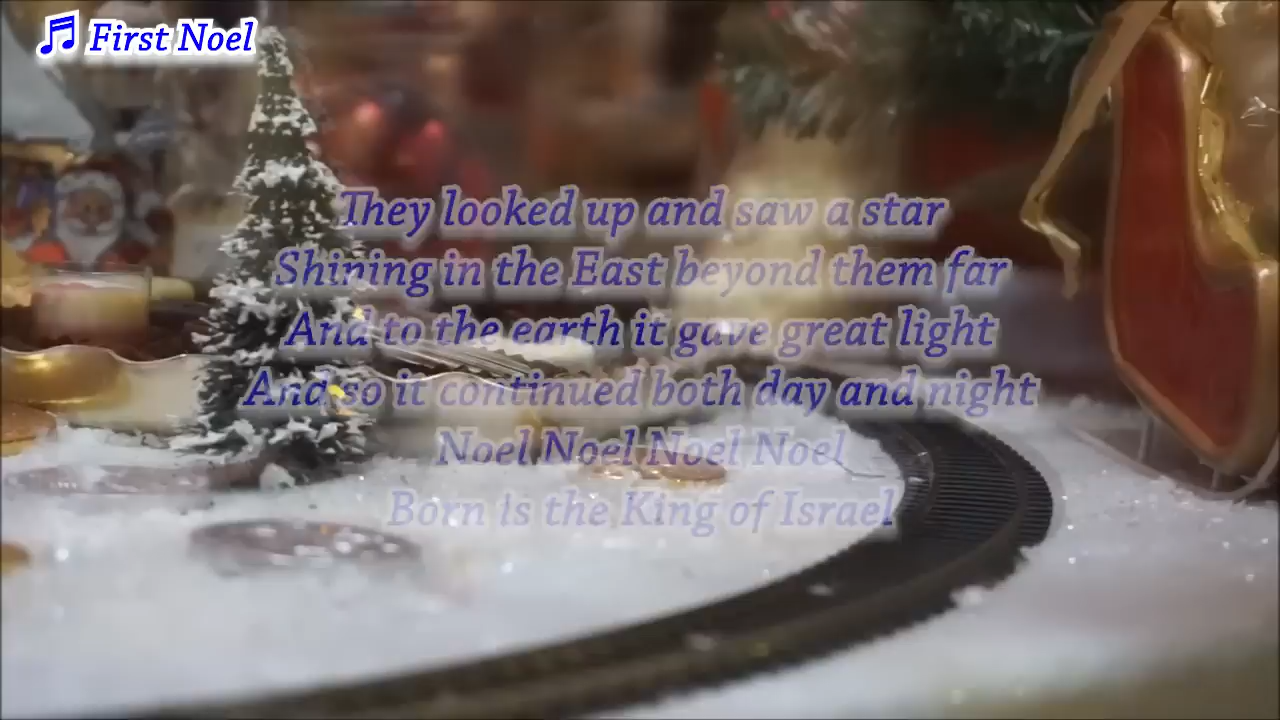 First Noel
They looked up and saw a star
Shining in the East beyond them far
And to the earth it gave great light
And so it continued both day and night
Noel Noel Noel Noel
Born is the King of Israel